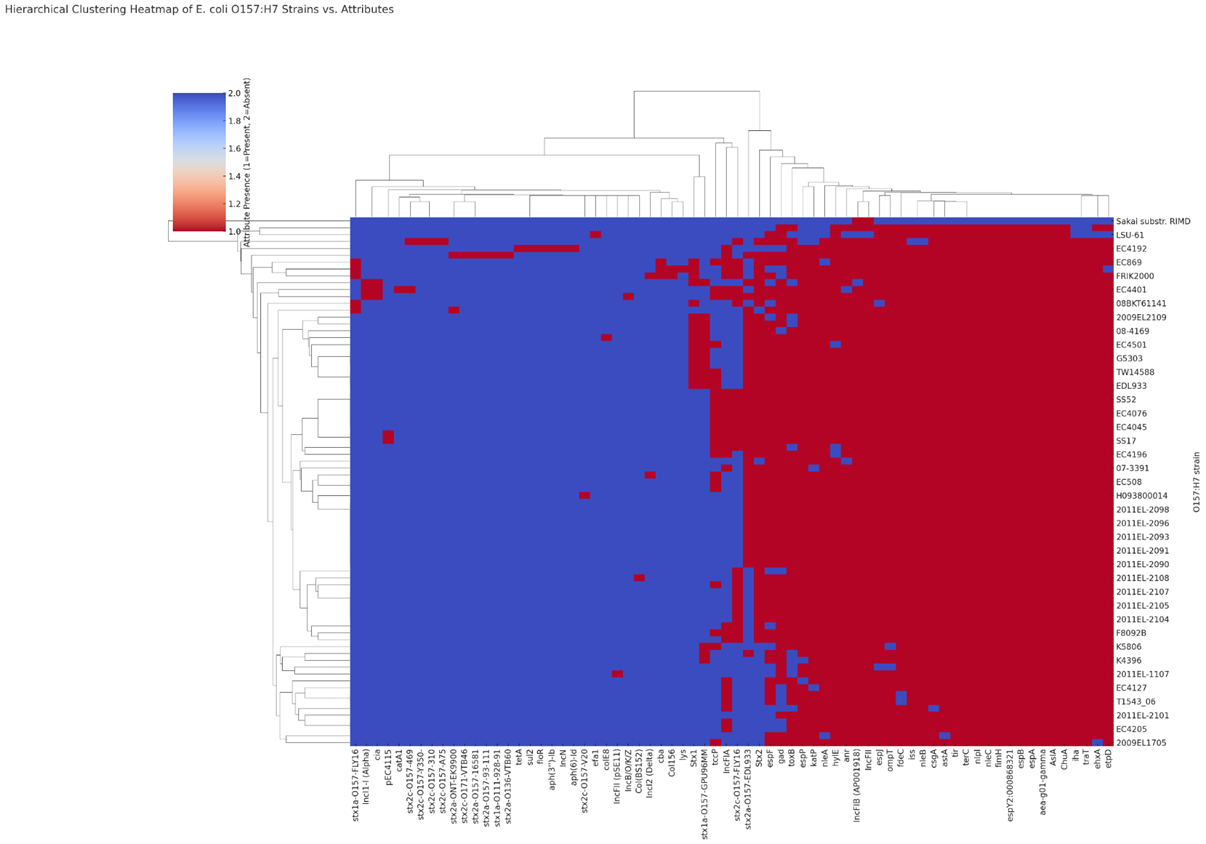 Hierarchical Clustering Heatmap of E. coli O157:H7 Strains vs. Attributes
2.0
1.8
1.6
1.4
1.2
1.0
Attribute Presence (1=Present, 2=Absent)
Sakai substr. RIMD
LSU-61
EC4192
EC869
FRIK2000
EC4401
08BKT61141
2009EL2109
08-4169
EC4501
G5303
TW14588
EDL933
SS52
EC4076
EC4045
SS17
EC4196
07-3391
EC508
H093800014
2011EL-2098
2011EL-2096
2011EL-2093
2011EL-2091
2011EL-2090
2011EL-2108
2011EL-2107
2011EL-2105
2011EL-2104
F8092B
K5806
K4396
2011EL-1107
EC4127
T1543_06
2011EL-2101
EC4205
2009EL1705
O157:H7 strain
stx1a-O157-FLY16
IncI1-I (Alpha)
cia
pEC4115
catA1
stx2c-O157-469
stx2c-O157-Y350-
stx2c-O157-310
stx2c-O157-A75
stx2a-ONT-EK9900
stx2c-O171-VTB46
stx2a-O157-16581
stx2a-O157-93-111
stx1a-O111-928-91
stx2a-O136-VTB60
tetA
sul2
floR
aph(3'')-Ib
IncN
aph(6)-Id
stx2c-O157-V20
efa1
colE8
IncFII (pSE11)
IncB/O/K/Z
Col(BS152)
IncI2 (Delta)
cba
Col156
lys
Stx1
stx1a-O157-GPU96MM
tccP
IncFIA
stx2c-O157-FLY16
stx2a-O157-EDL933
Stx2
espF
gad
toxB
espP
katP
nleA
hylE
anr
IncFIB (AP001918)
IncFII
espJ
ompT
fdeC
iss
nleB
csgA
astA
tir
terC
nlpI
nleC
fimH
espY2:000868321
espB
espA
aea-g01-gamma
AslA
ChuA
iha
traT
ehxA
etpD